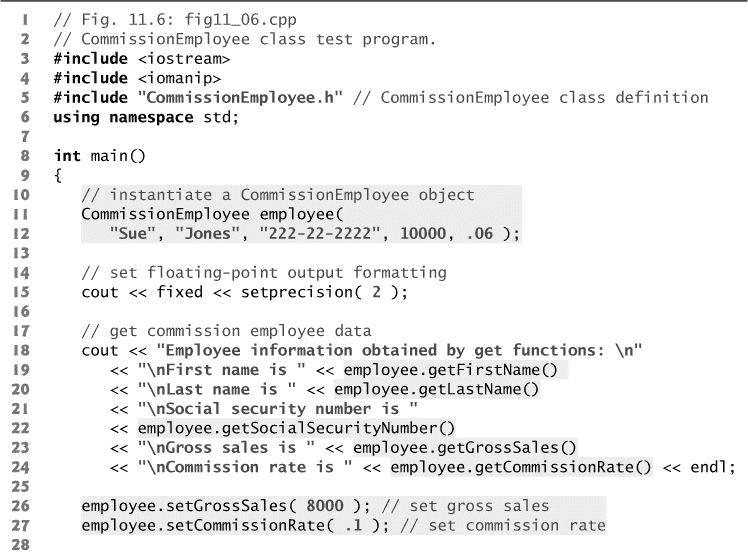 1 // Fig. 11.6: fig11_06.cpp
2 // CommissionEmployee class test program.
3 #include <iostream>
4 #include <iomanip>
5 #include "CommissionEmployee.h" // CommissionEmployee class definition
6 using namespace std;
7
8 int main()
9 {
10    // instantiate a CommissionEmployee object
11    CommissionEmployee employee(
12       "Sue", "Jones", "222-22-2222", 10000, .06 );
13
14    // set floating-point output formatting
15    cout << fixed << setprecision( 2 );
16
17    // get commission employee data
18    cout << "Employee information obtained by get functions: \n"
19       << "\nFirst name is " << employee.getFirstName()
20       << "\nLast name is " << employee.getLastName()
21       << "\nSocial security number is "
22       << employee.getSocialSecurityNumber()
23       << "\nGross sales is " << employee.getGrossSales()
24       << "\nCommission rate is " << employee.getCommissionRate() << endl;
25
26    employee.setGrossSales( 8000 ); // set gross sales
27    employee.setCommissionRate( .1 ); // set commission rate
28